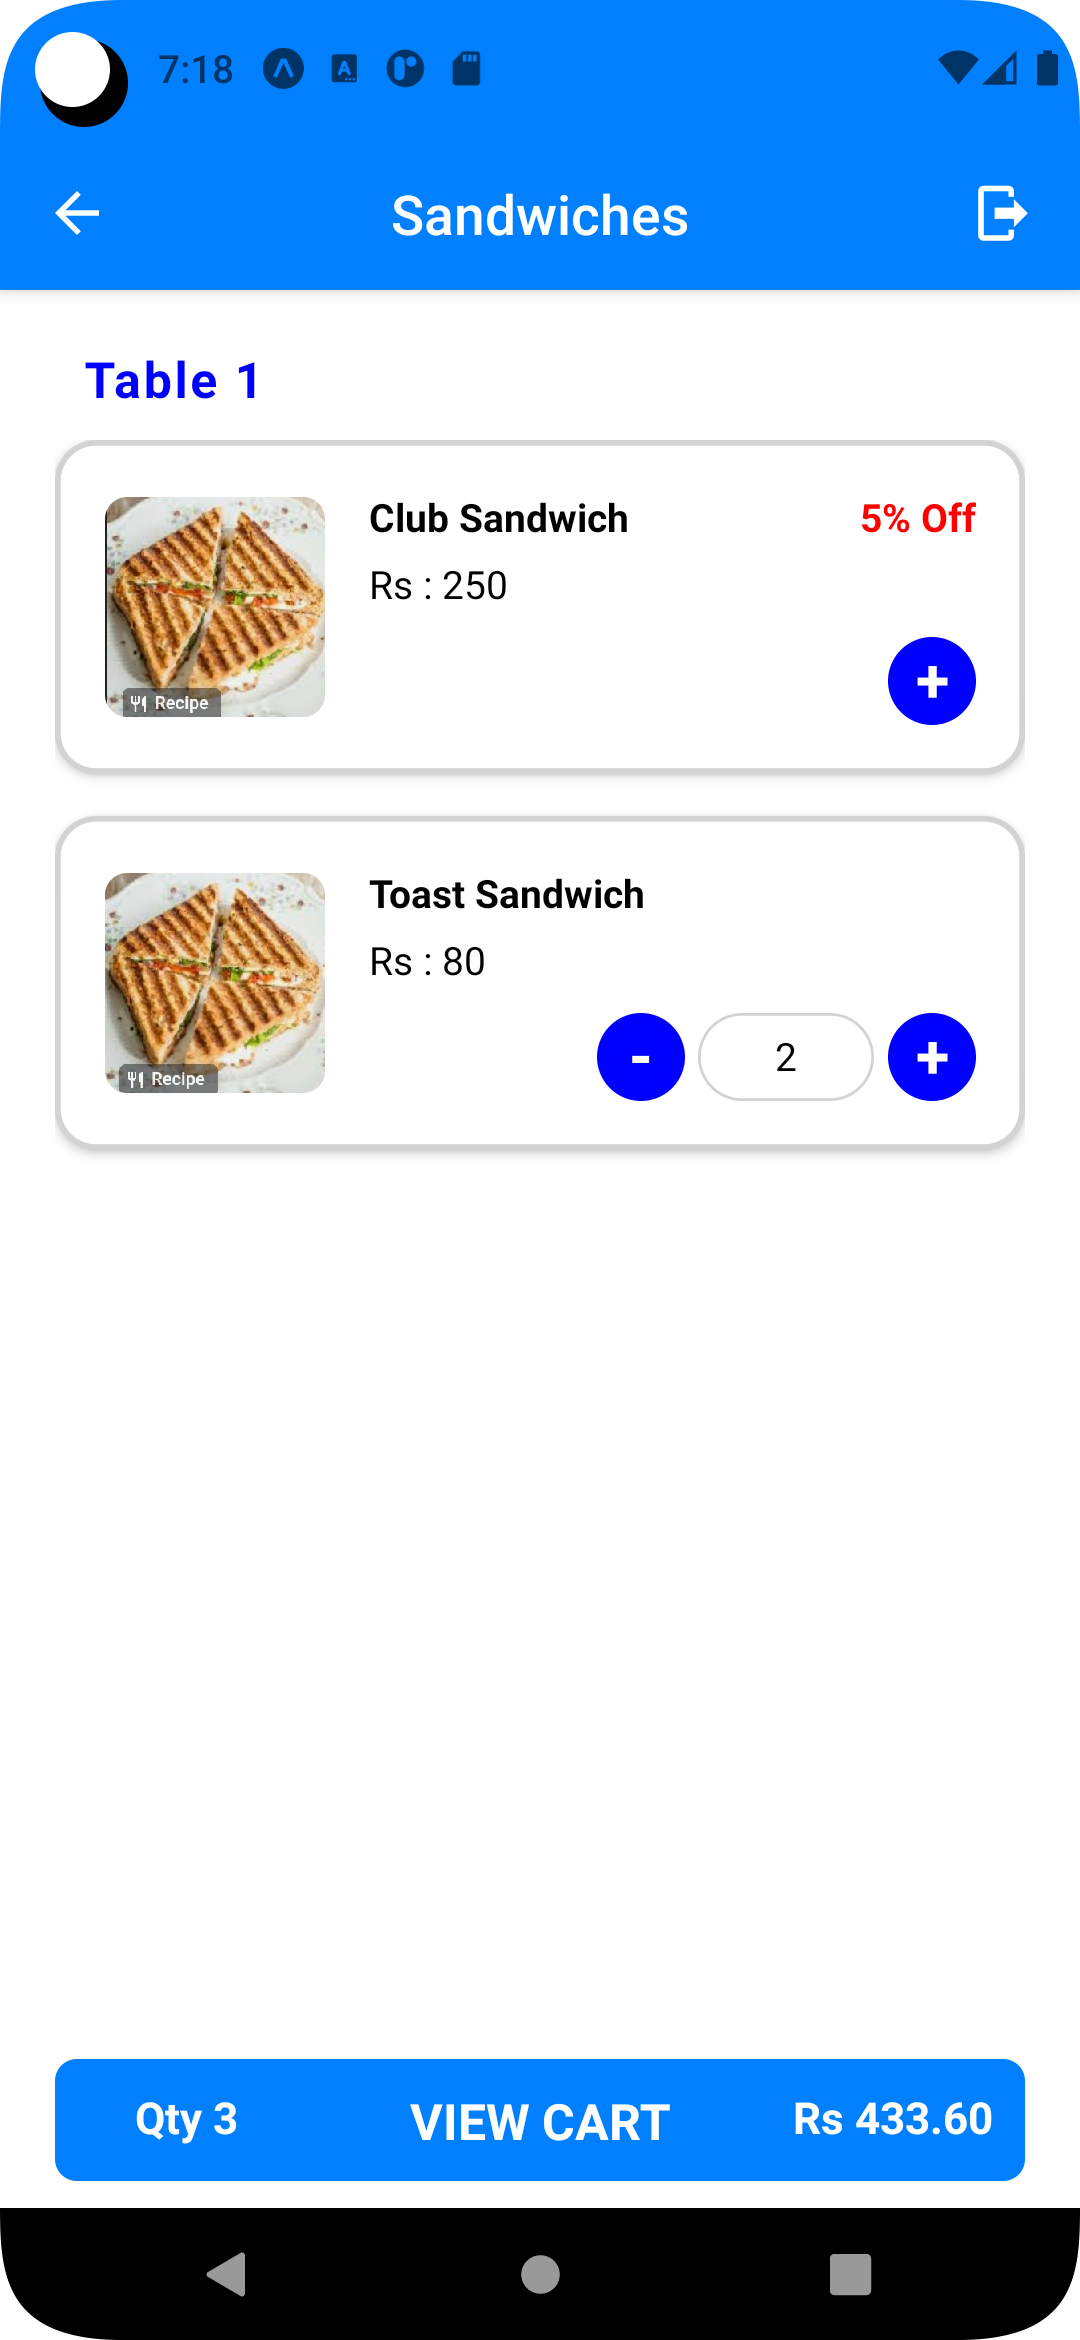 7:18
Sandwiches
Table 1
Club Sandwich 5% Off
Rs : 250
+
Recipe
Toast Sandwich
Rs : 80
- 2 +
Recipe
Qty 3 VIEW CART Rs 433.60